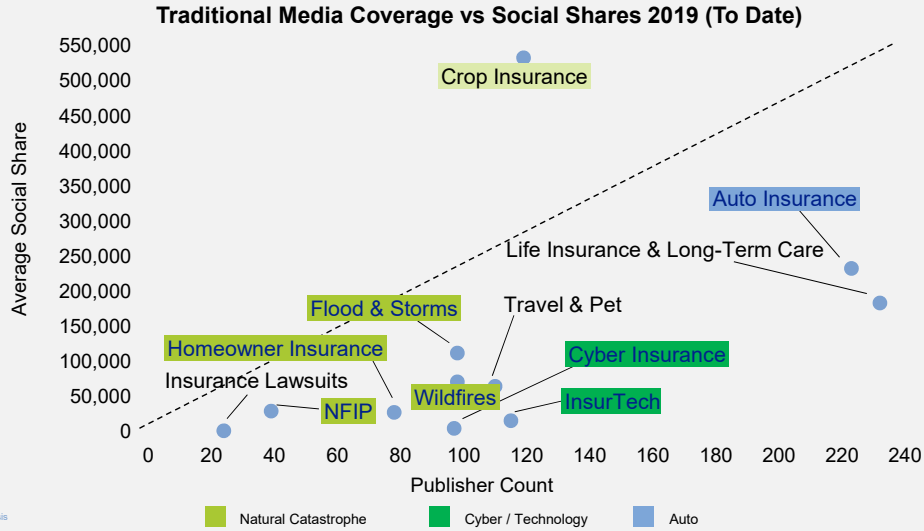 Traditional Media Coverage vs Social Shares 2019 (To Date)
550,000
500,000
450,000
400,000
350,000
300,000
250,000
200,000
150,000
100,000
50,000
0
Average Social Share
Crop Insurance
Auto Insurance
Life Insurance & Long-Term Care
Flood & Storms
Travel & Pet
Homeowner Insurance
Cyber Insurance
Insurance Lawsuits
Wildfires
InsurTech
NFIP
0 20 40 60 80 100 120 140 160 180 200 220 240
Publisher Count
Natural Catastrophe
Cyber / Technology
Auto